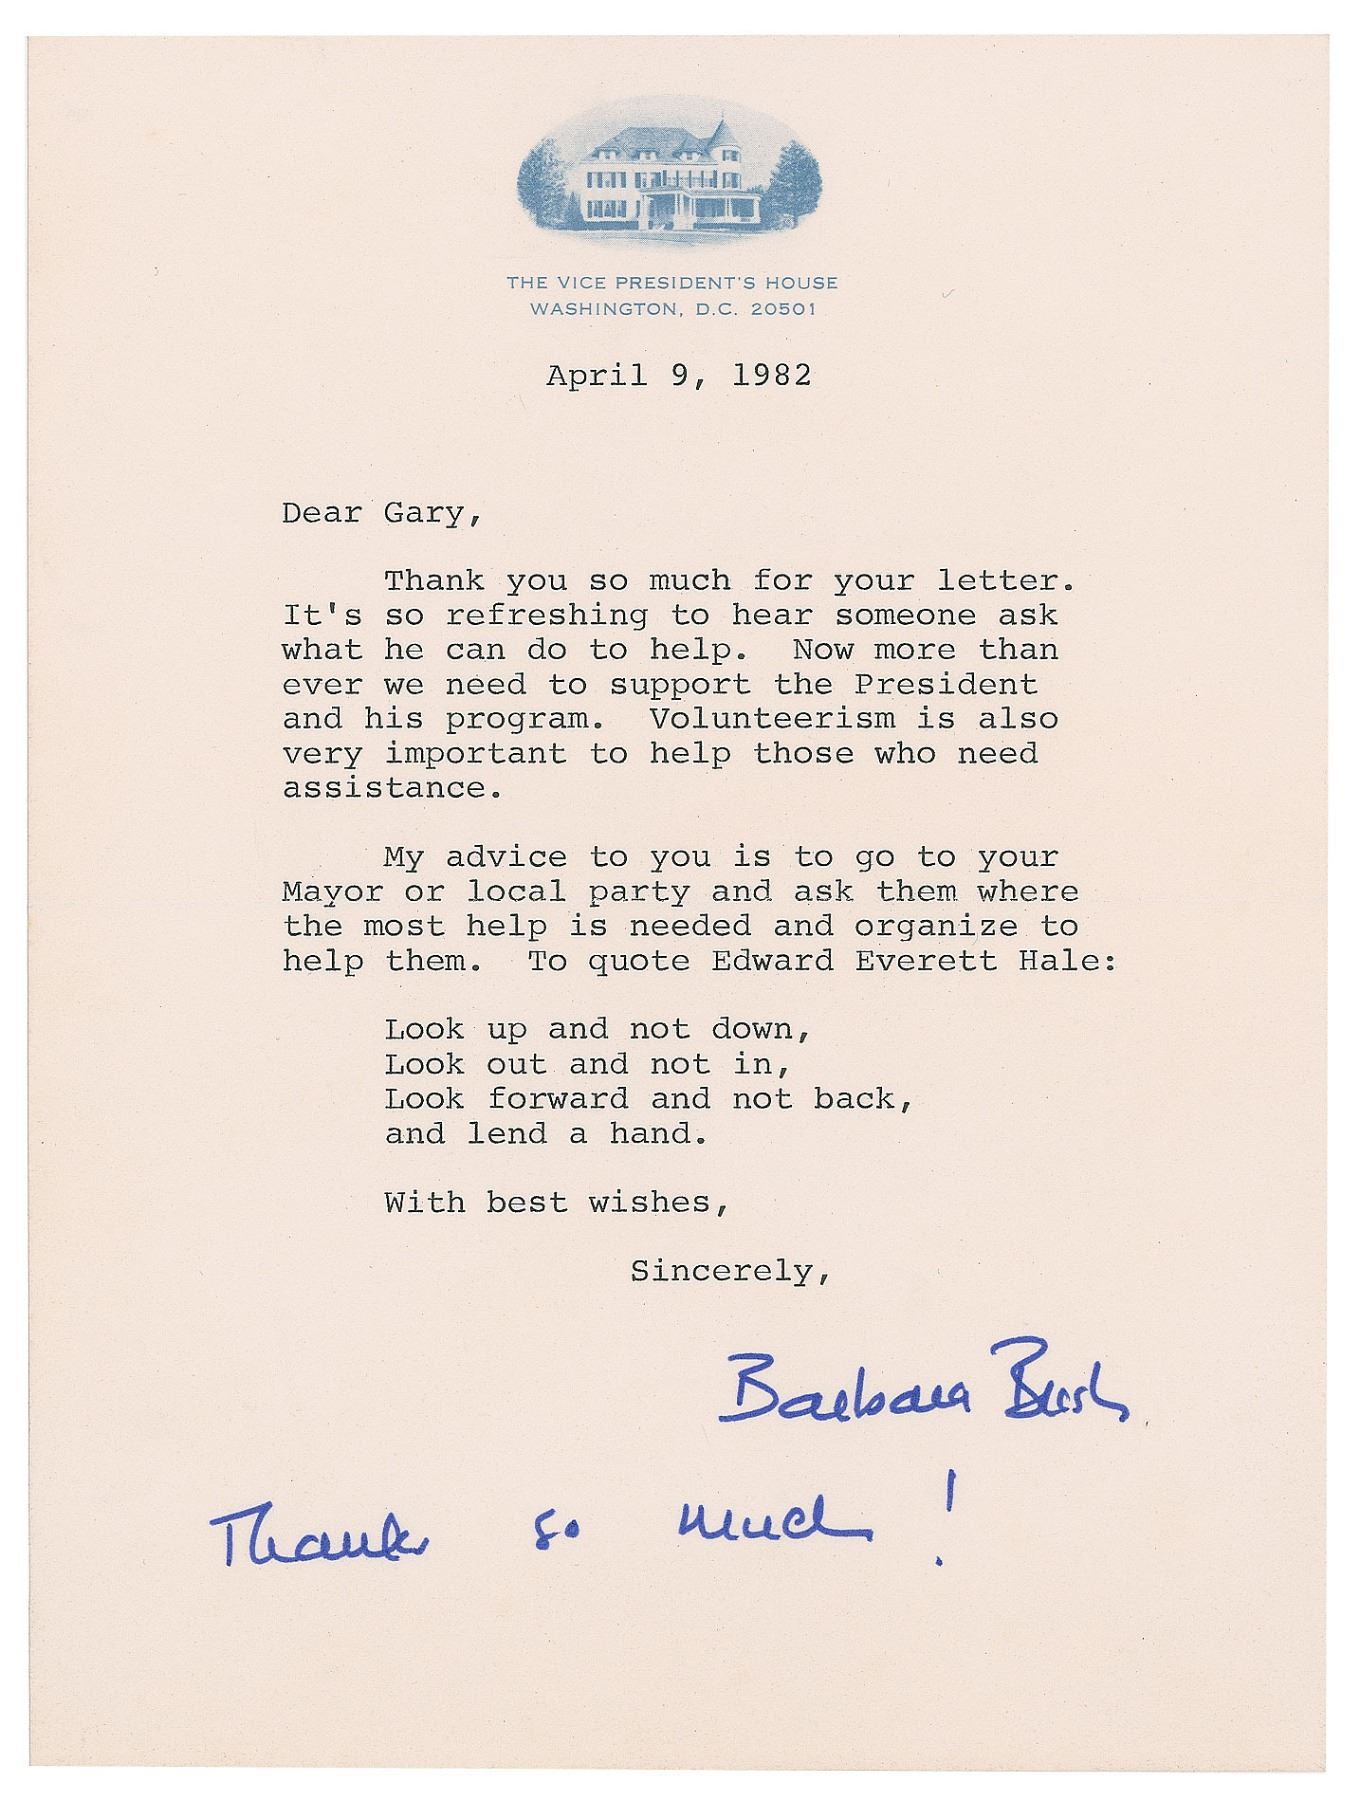 THE VICE PRESIDENT'S HOUSE
WASHINGTON, D.C. 20501
April 9, 1982
Dear Gary,
Thank you so much for your letter.
It's so refreshing to hear someone ask
what he can do to help. Now more than
ever we need to support the President
and his program. Volunteerism is also
very important to help those who need
assistance.
My advice to you is to go to your
Mayor or local party and ask them where
the most help is needed and organize to
help them. To quote Edward Everett Hale:
Look up and not down,
Look out and not in,
Look forward and not back,
and lend a hand.
With best wishes,
Sincerely,
Barbara Bush
Thanks so much!